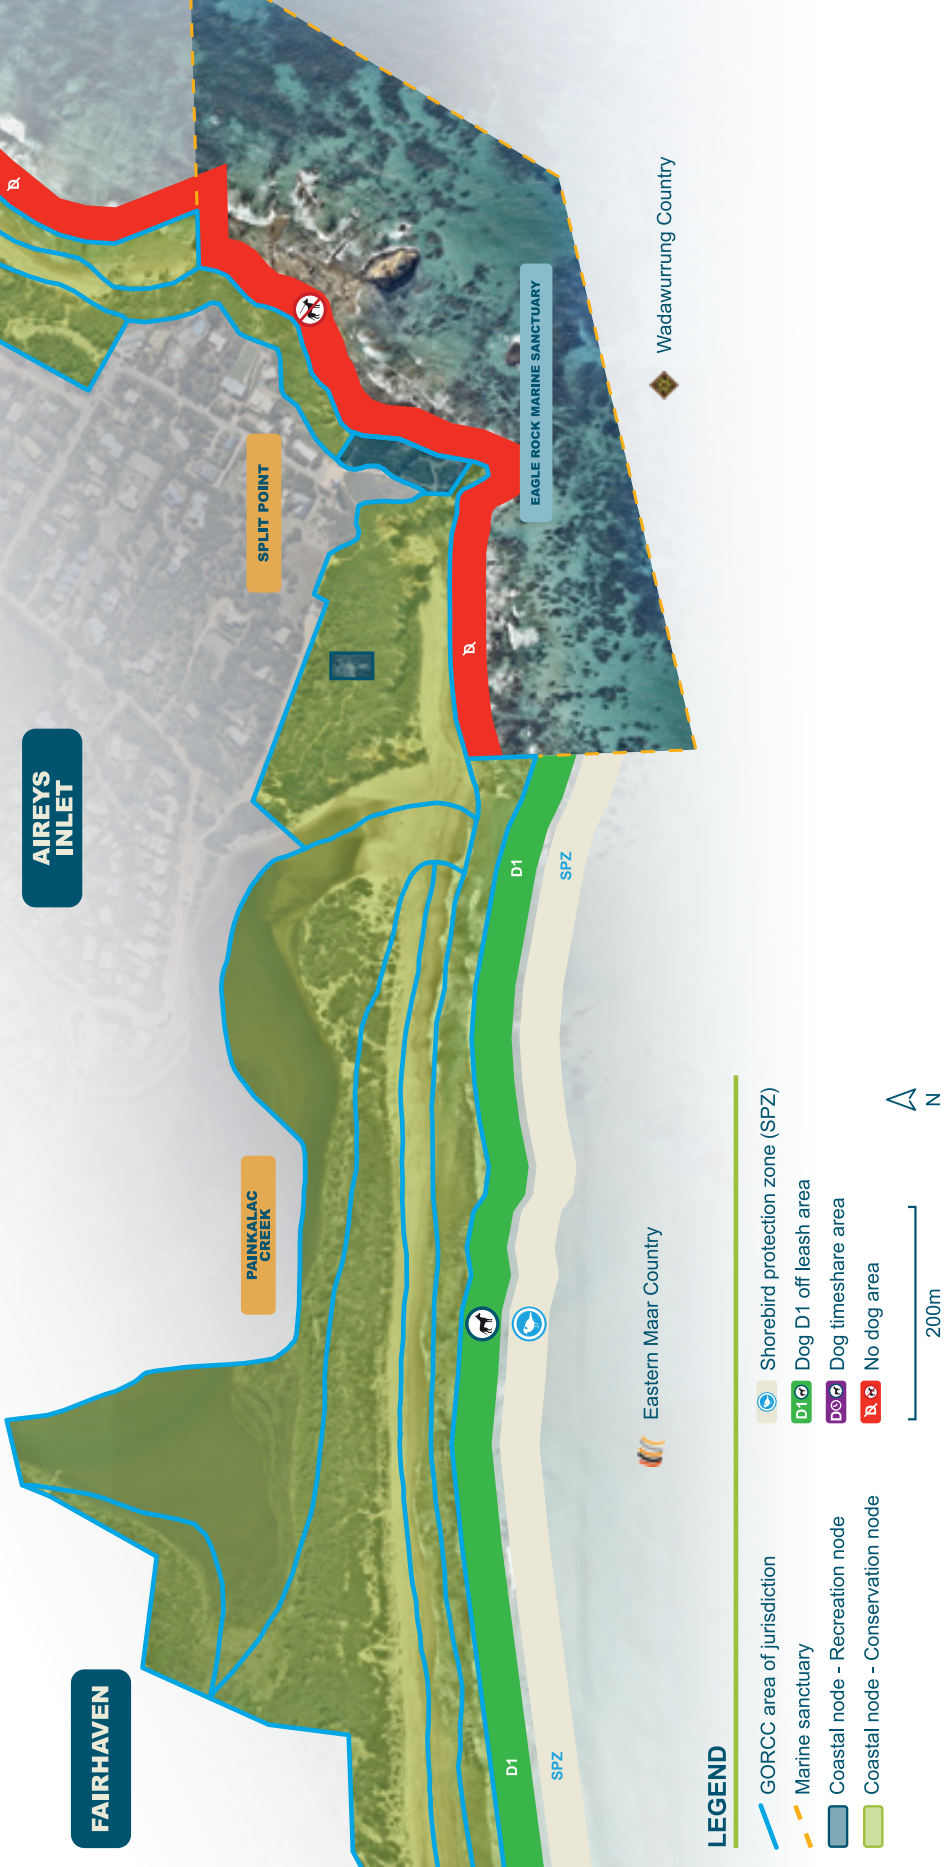 FAIRHAVEN
AIREYS
INLET
PAINKALAC
CREEK
SPLIT POINT
EAGLE ROCK MARINE SANCTUARY
D
D
D1
D1
SPZ
SPZ
Eastern Maar Country
Wadawurrung Country
LEGEND
GORCC area of jurisdiction
Marine sanctuary
Coastal node - Recreation node
Coastal node - Conservation node
Shorebird protection zone (SPZ)
D1 Dog D1 off leash area
D Dog timeshare area
D No dog area
200m
N